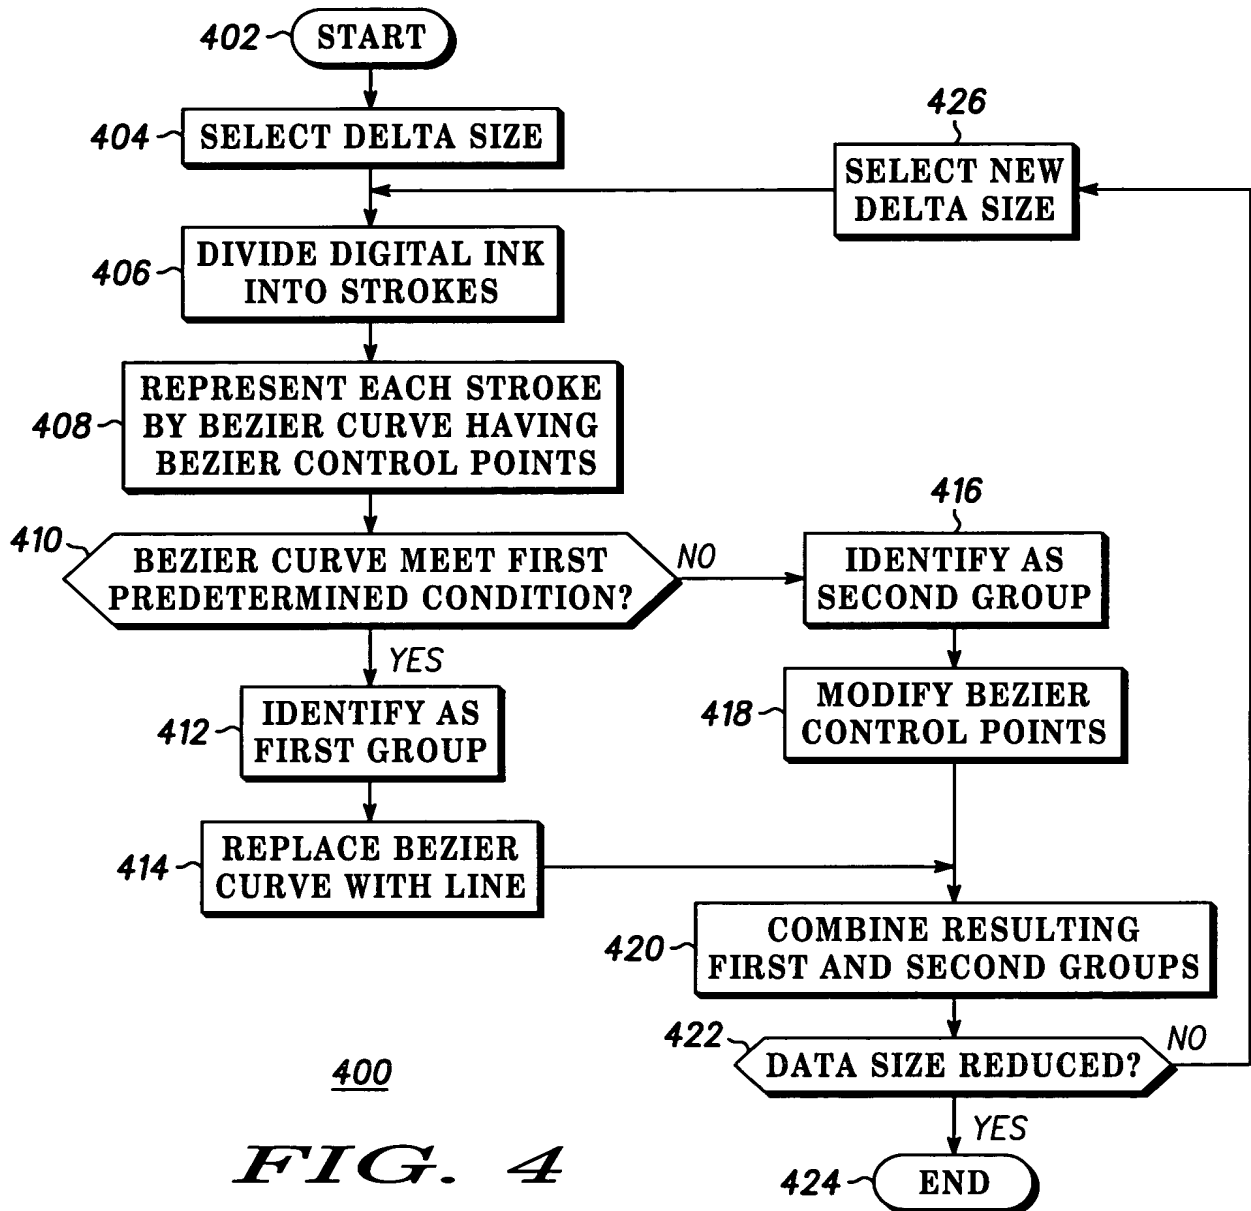 402
START
404
SELECT DELTA SIZE
426
SELECT NEW
DELTA SIZE
406
DIVIDE DIGITAL INK
INTO STROKES
408
REPRESENT EACH STROKE
BY BEZIER CURVE HAVING
BEZIER CONTROL POINTS
410
BEZIER CURVE MEET FIRST
PREDETERMINED CONDITION?
NO
YES
416
IDENTIFY AS
SECOND GROUP
412
IDENTIFY AS
FIRST GROUP
418
MODIFY BEZIER
CONTROL POINTS
414
REPLACE BEZIER
CURVE WITH LINE
420
COMBINE RESULTING
FIRST AND SECOND GROUPS
422
DATA SIZE REDUCED?
NO
YES
424
END
400
FIG. 4